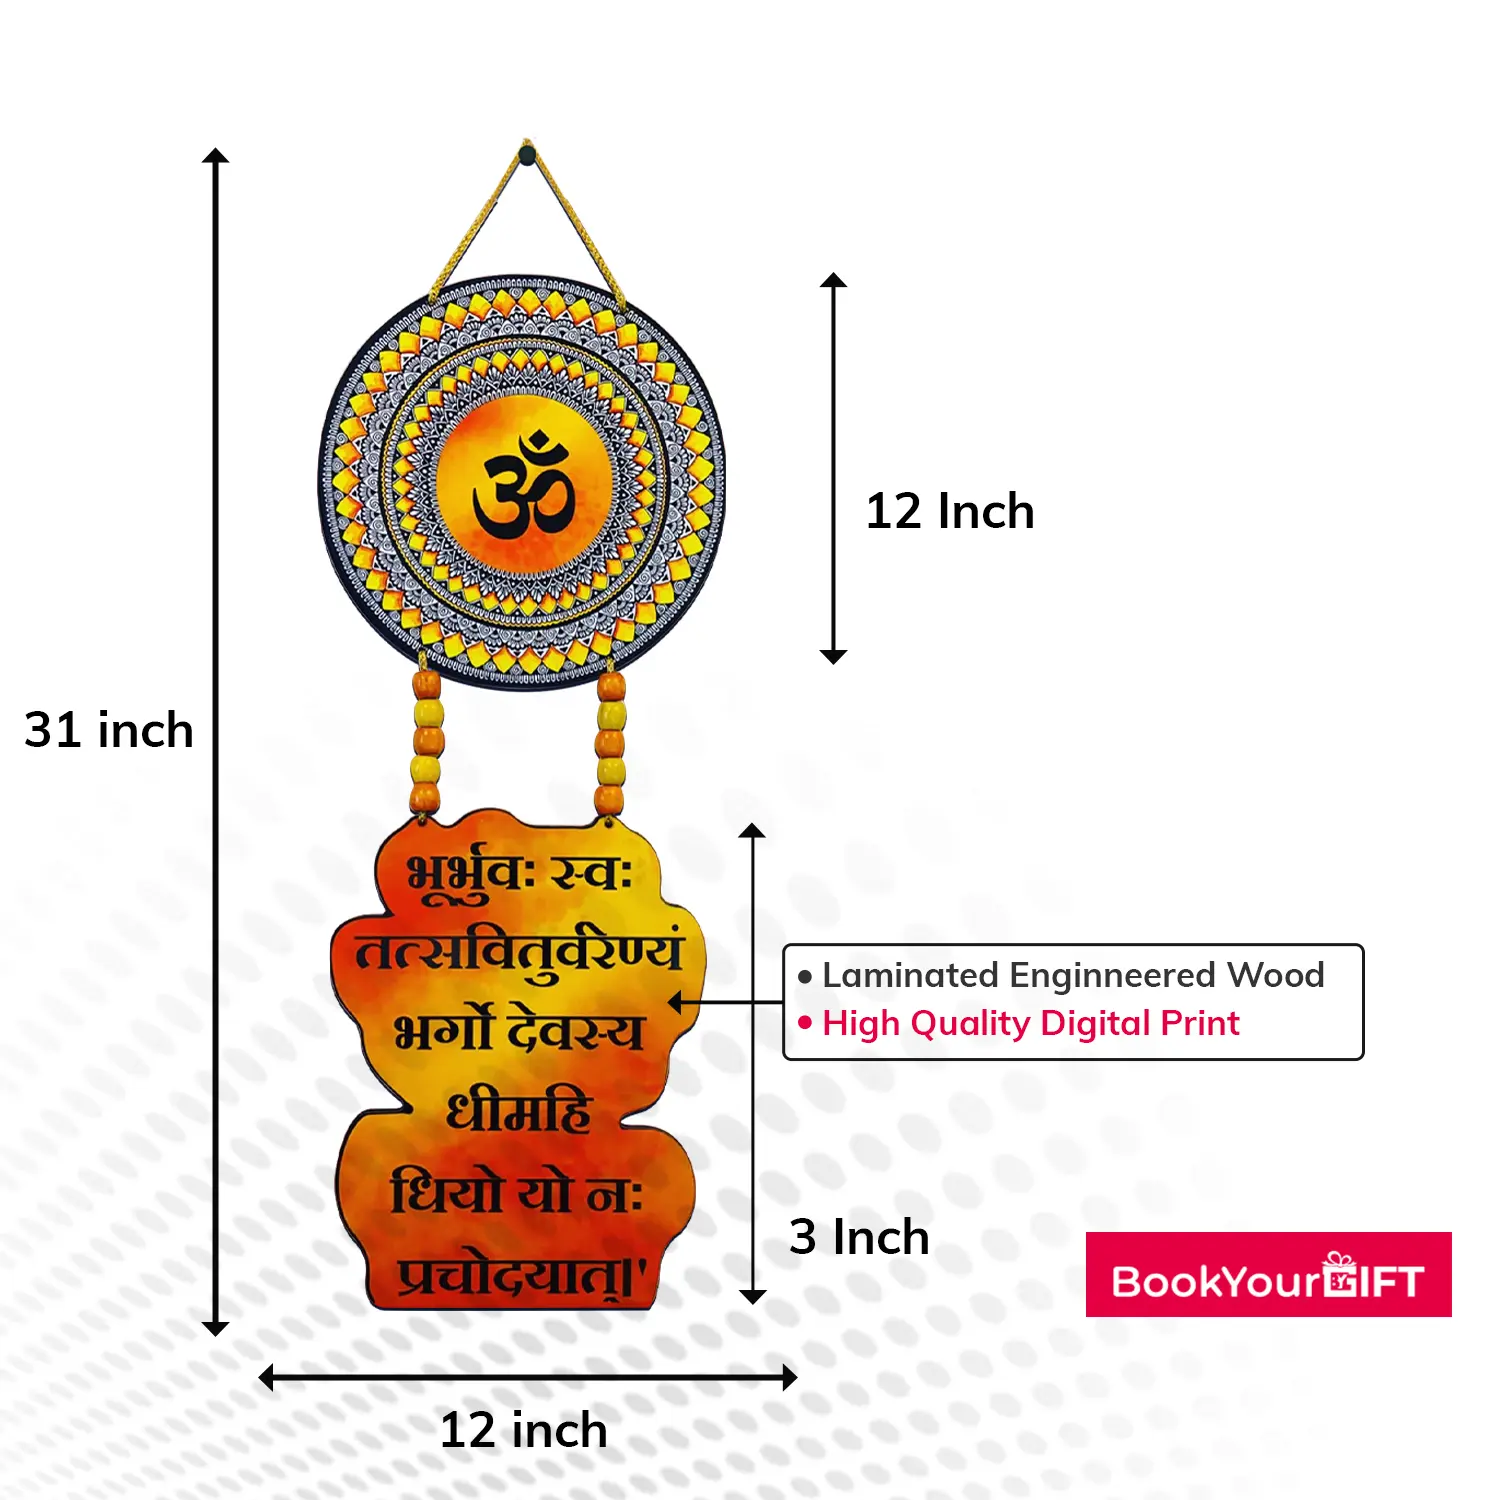 ॐ
12 Inch
31 inch
भूर्भुवः स्वः
तत्सवितुर्वरेण्यं
भर्गो देवस्य
धीमहि
धियो यो नः
प्रचोदयात्।'
• Laminated Enginneered Wood
• High Quality Digital Print
3 Inch
BookYourGIFT
12 inch